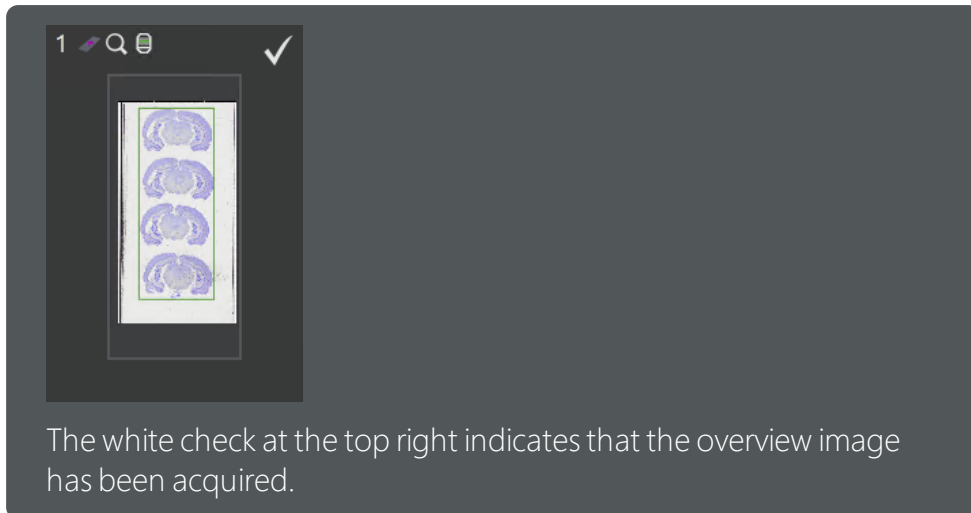 1
The white check at the top right indicates that the overview image
has been acquired.